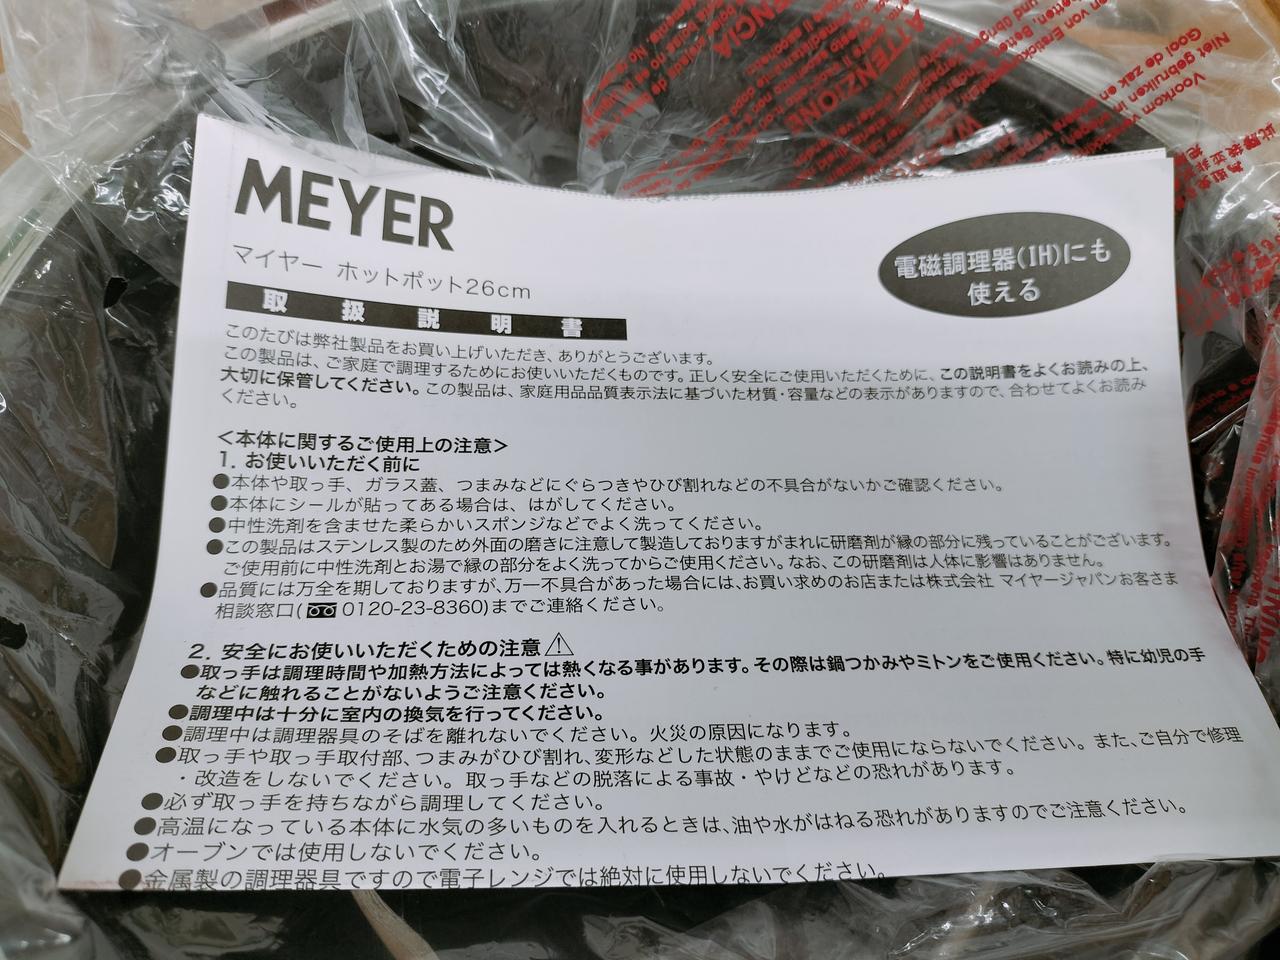 MEYER
マイヤー ホットポット26cm
取扱説明書
電磁調理器(IH)にも
使える
このたびは弊社製品をお買い上げいただき、ありがとうございます。
この製品は、ご家庭で調理するためにお使いいただくものです。正しく安全にご使用いただくために、この説明書をよくお読みの上、
大切に保管してください。この製品は、家庭用品品質表示法に基づいた材質・容量などの表示がありますので、合わせてよくお読み
ください。
＜本体に関するご使用上の注意＞
1. お使いいただく前に
●本体や取っ手、ガラス蓋、つまみなどにぐらつきやひび割れなどの不具合がないかご確認ください。
●本体にシールが貼ってある場合は、はがしてください。
●中性洗剤を含ませた柔らかいスポンジなどでよく洗ってください。
●この製品はステンレス製のため外面の磨きに注意して製造しておりますがまれに研磨剤が縁の部分に残っていることがございます。
ご使用前に中性洗剤とお湯で縁の部分をよく洗ってからご使用ください。なお、この研磨剤は人体に影響はありません。
●品質には万全を期しておりますが、万一不具合があった場合には、お買い求めのお店または株式会社 マイヤージャパンお客さま
相談窓口( 0120-23-8360)までご連絡ください。
2. 安全にお使いいただくための注意⚠
●取っ手は調理時間や加熱方法によっては熱くなる事があります。その際は鍋つかみやミトンをご使用ください。特に幼児の手
などに触れることがないようご注意ください。
●調理中は十分に室内の換気を行ってください。
●調理中は調理器具のそばを離れないでください。火災の原因になります。
●取っ手や取っ手取付部、つまみがひび割れ、変形などした状態のままでご使用にならないでください。また、ご自分で修理
・改造をしないでください。取っ手などの脱落による事故・やけどなどの恐れがあります。
●必ず取っ手を持ちながら調理してください。
●高温になっている本体に水気の多いものを入れるときは、油や水がはねる恐れがありますのでご注意ください。
●オーブンでは使用しないでください。
●金属製の調理器具ですので電子レンジでは絶対に使用しないでください。
ATTENZIONE
Niet gebruiken in
Gooi de zak
Voorkom